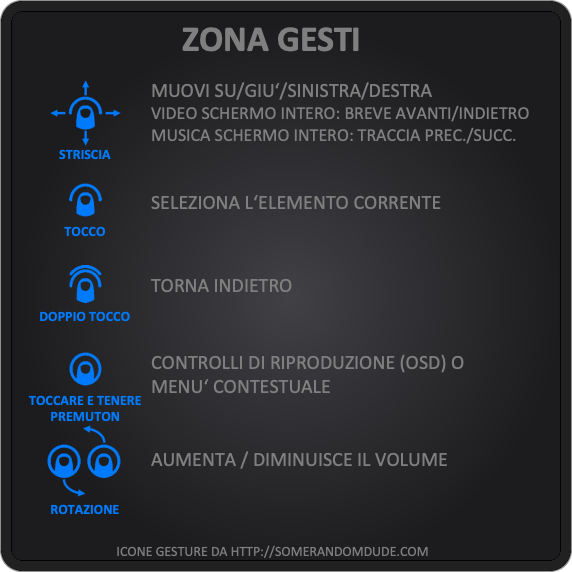 ZONA GESTI
MUOVI SU/GIU‘/SINISTRA/DESTRA
VIDEO SCHERMO INTERO: BREVE AVANTI/INDIETRO
MUSICA SCHERMO INTERO: TRACCIA PREC./SUCC.
STRISCIA
SELEZIONA L‘ELEMENTO CORRENTE
TOCCO
TORNA INDIETRO
DOPPIO TOCCO
CONTROLLI DI RIPRODUZIONE (OSD) O
MENU‘ CONTESTUALE
TOCCARE E TENERE
PREMUTON
AUMENTA / DIMINUISCE IL VOLUME
ROTAZIONE
ICONE GESTURE DA HTTP://SOMERANDOMDUDE.COM